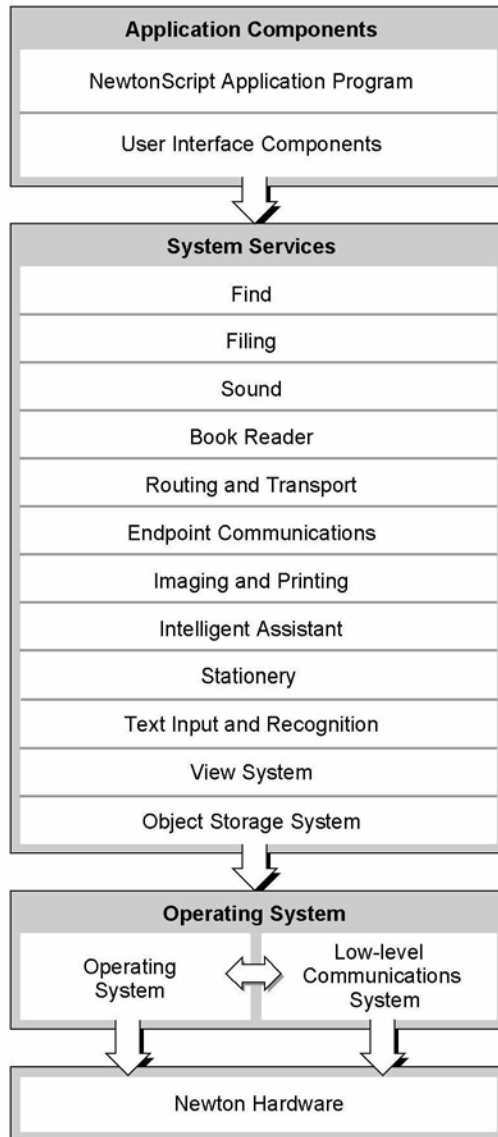 Application Components
NewtonScript Application Program
User Interface Components
System Services
Find
Filing
Sound
Book Reader
Routing and Transport
Endpoint Communications
Imaging and Printing
Intelligent Assistant
Stationery
Text Input and Recognition
View System
Object Storage System
Operating System
Operating
System
Low-level
Communications
System
Newton Hardware